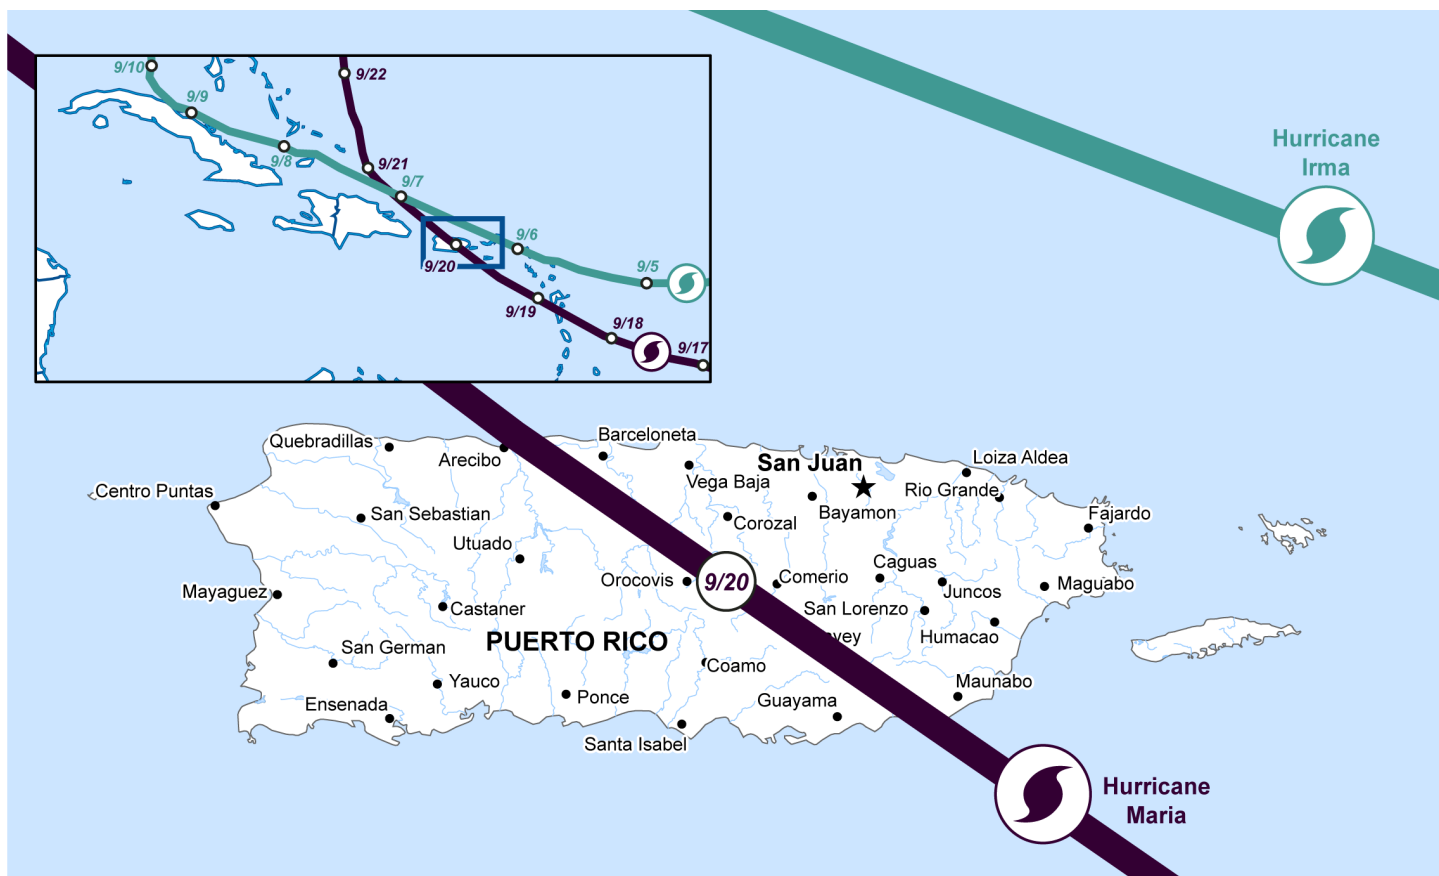 9/10
9/22
9/9
9/8
9/21
9/7
9/6
9/20
9/5
9/19
9/18
9/17
Hurricane
Irma
Quebradillas
Arecibo
Barceloneta
San Juan
Loiza Aldea
Centro Puntas
Vega Baja
Rio Grande
San Sebastian
Corozal
Bayamon
Fajardo
Utuado
Orocovis
9/20
Comerio
Caguas
Juncos
Maguabo
Mayaguez
Castaner
San Lorenzo
Humacao
PUERTO RICO
San German
Coamo
Yauco
Ponce
Maunabo
Ensenada
Guayama
Santa Isabel
Hurricane
Maria